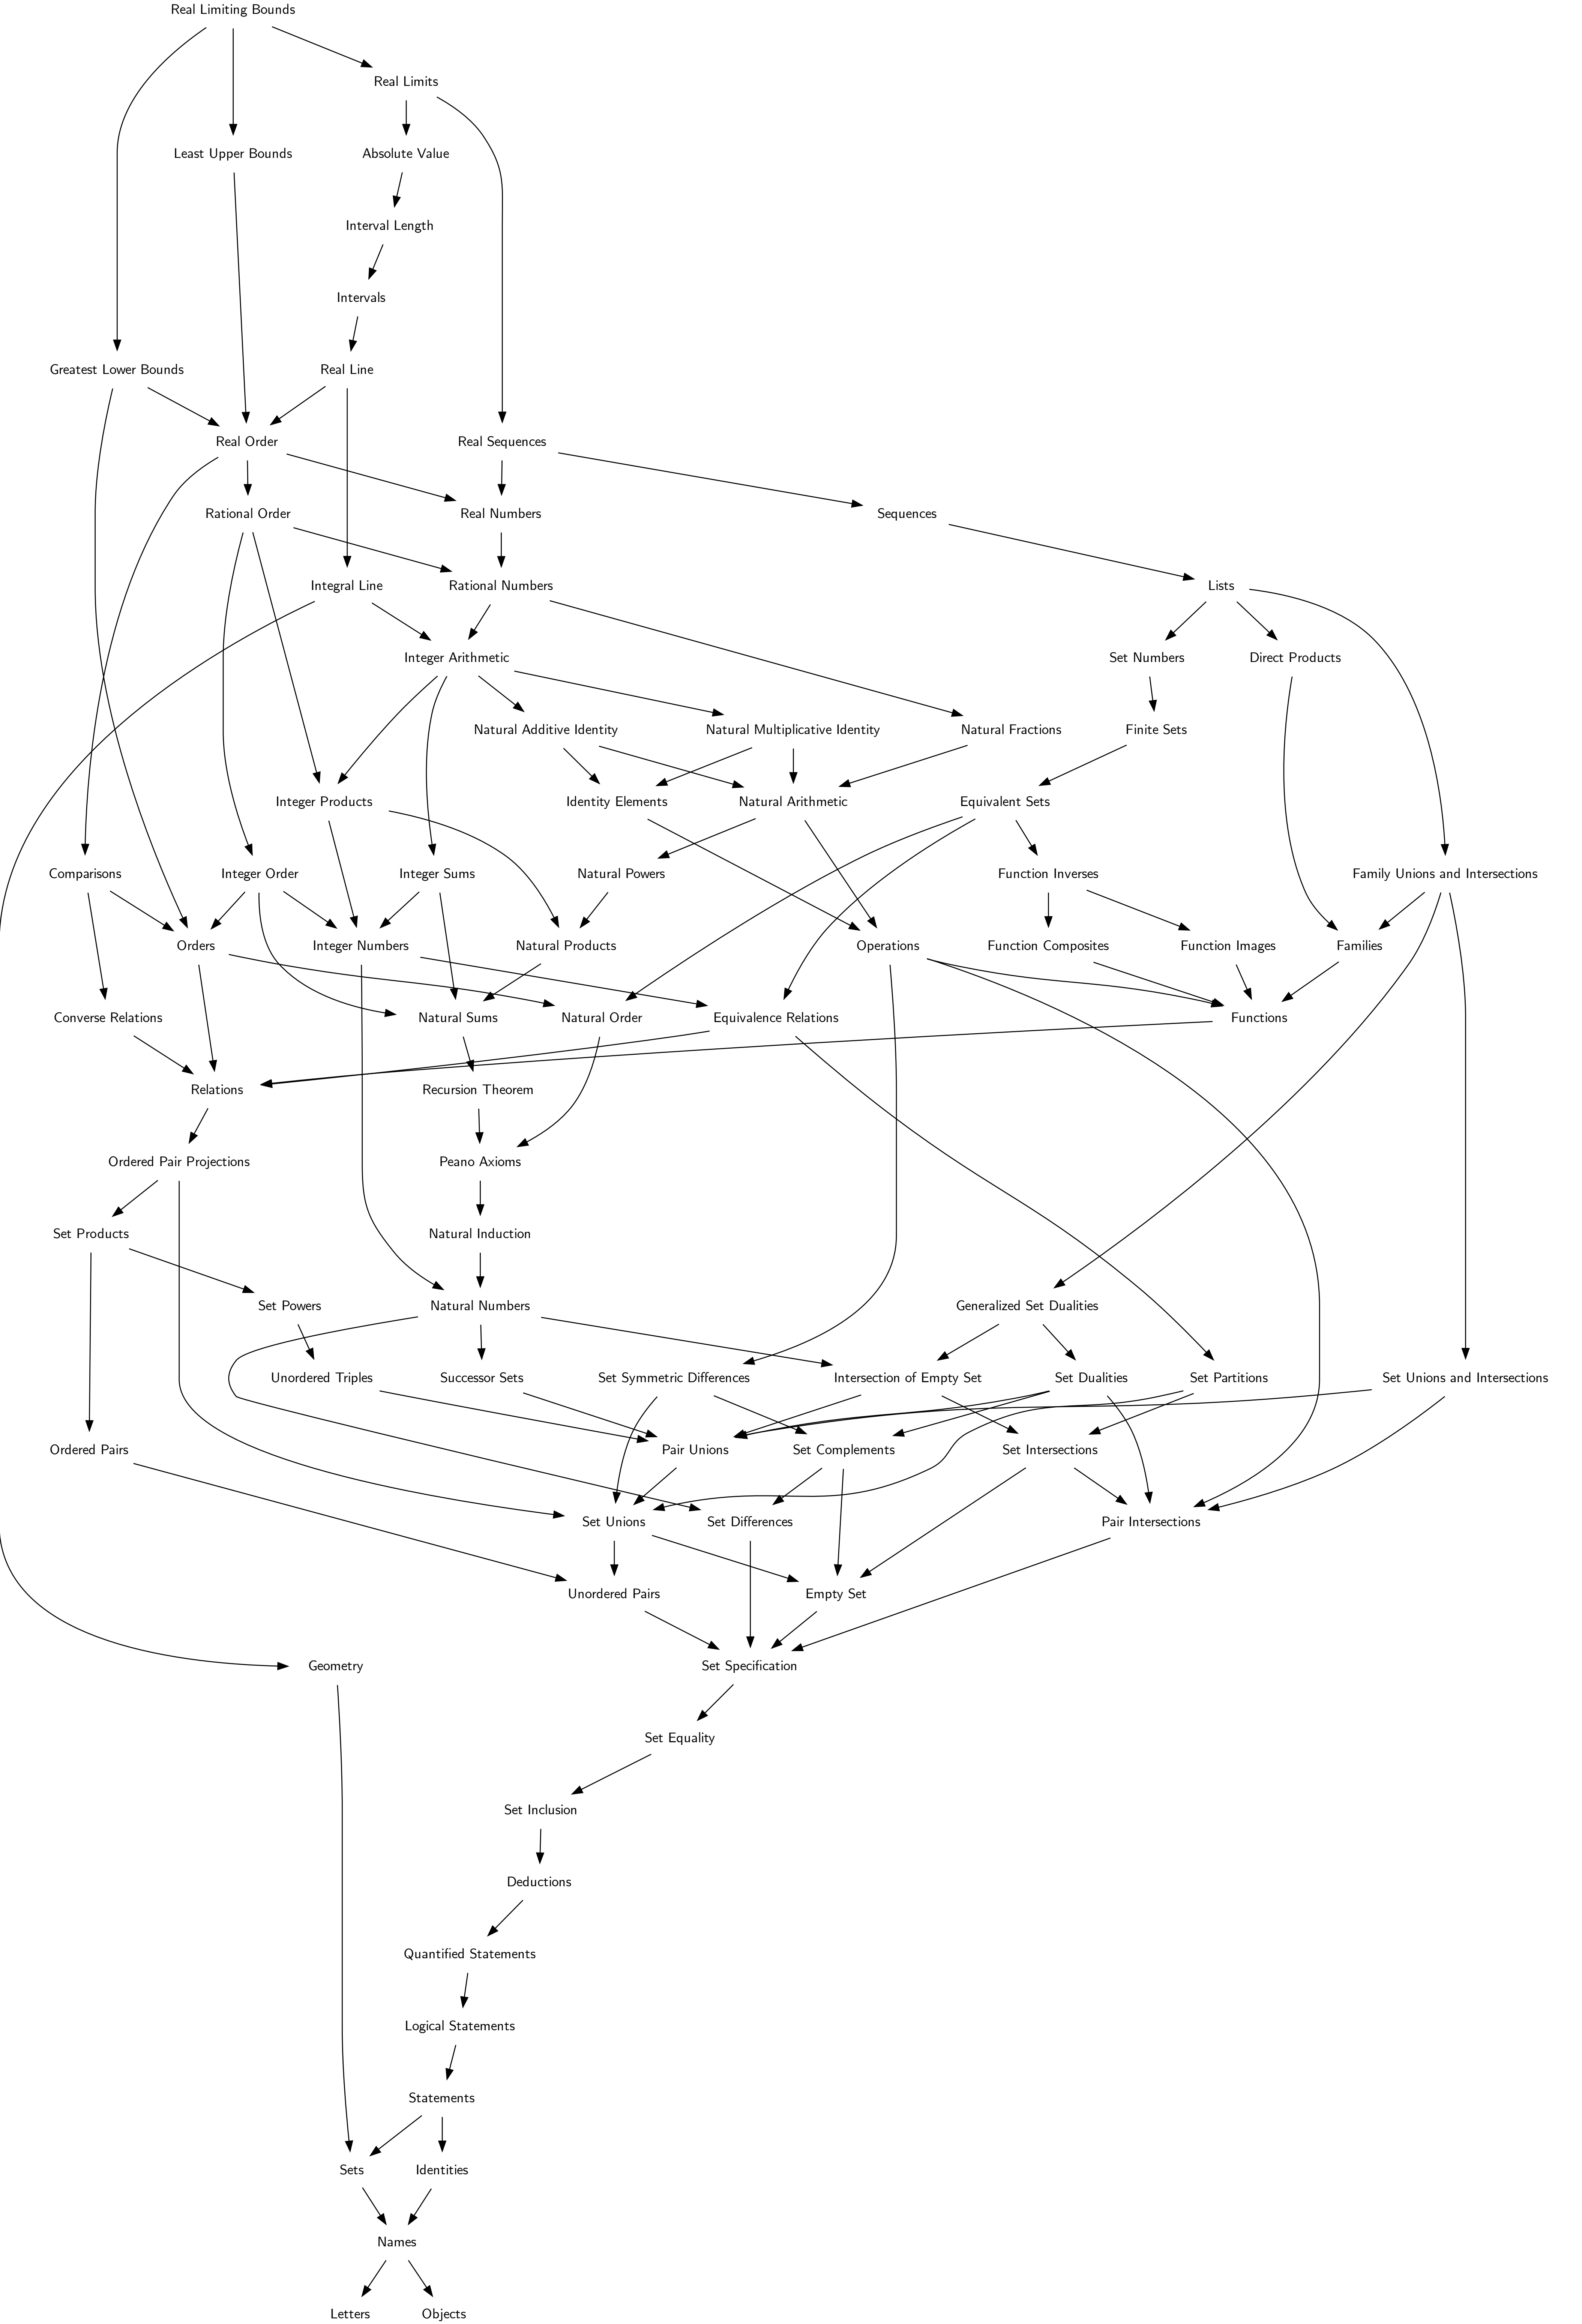 Real Limiting Bounds
Real Limits
Least Upper Bounds
Absolute Value
Interval Length
Intervals
Greatest Lower Bounds
Real Line
Real Order
Real Sequences
Rational Order
Real Numbers
Sequences
Integral Line
Rational Numbers
Lists
Integer Arithmetic
Set Numbers
Direct Products
Natural Additive Identity
Natural Multiplicative Identity
Natural Fractions
Finite Sets
Integer Products
Identity Elements
Natural Arithmetic
Equivalent Sets
Comparisons
Integer Order
Integer Sums
Natural Powers
Function Inverses
Family Unions and Intersections
Orders
Integer Numbers
Natural Products
Operations
Function Composites
Function Images
Families
Converse Relations
Natural Sums
Natural Order
Equivalence Relations
Functions
Relations
Recursion Theorem
Ordered Pair Projections
Peano Axioms
Set Products
Natural Induction
Set Powers
Natural Numbers
Generalized Set Dualities
Unordered Triples
Successor Sets
Set Symmetric Differences
Intersection of Empty Set
Set Dualities
Set Partitions
Set Unions and Intersections
Ordered Pairs
Pair Unions
Set Complements
Set Intersections
Set Unions
Set Differences
Pair Intersections
Unordered Pairs
Empty Set
Geometry
Set Specification
Set Equality
Set Inclusion
Deductions
Quantified Statements
Logical Statements
Statements
Sets
Identities
Names
Letters
Objects